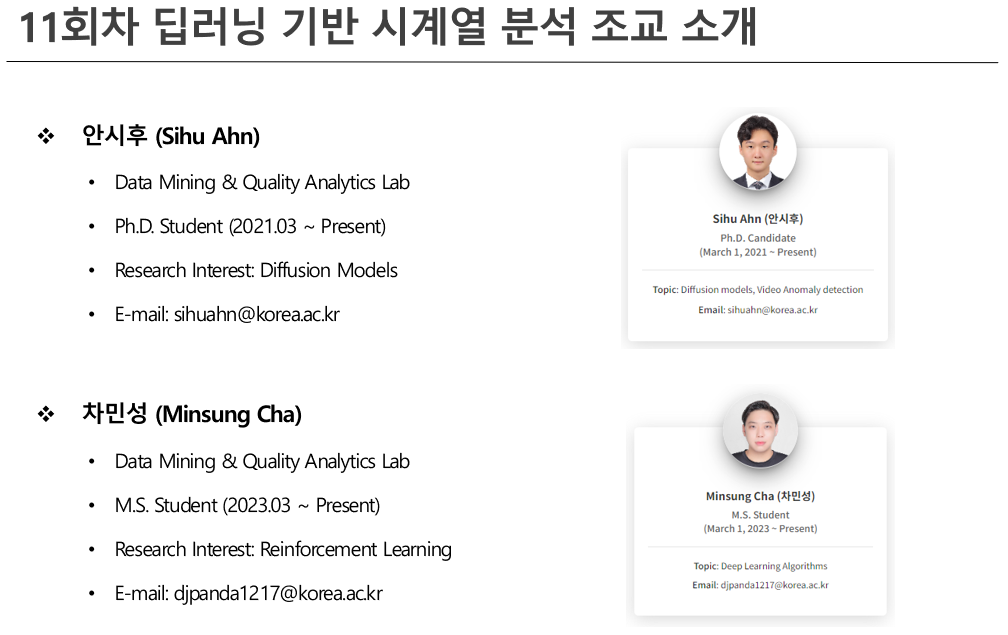 11회차 딥러닝 기반 시계열 분석 조교 소개
❖ 안시후 (Sihu Ahn)
• Data Mining & Quality Analytics Lab
• Ph.D. Student (2021.03 ~ Present)
• Research Interest: Diffusion Models
• E-mail: sihuahn@korea.ac.kr
Sihu Ahn (안시후)
Ph.D. Candidate
(March 1, 2021 ~ Present)
Topic: Diffusion models, Video Anomaly detection
Email: sihuahn@korea.ac.kr
❖ 차민성 (Minsung Cha)
• Data Mining & Quality Analytics Lab
• M.S. Student (2023.03 ~ Present)
• Research Interest: Reinforcement Learning
• E-mail: djpanda1217@korea.ac.kr
Minsung Cha (차민성)
M.S. Student
(March 1, 2023 ~ Present)
Topic: Deep Learning Algorithms
Email: djpanda1217@korea.ac.kr